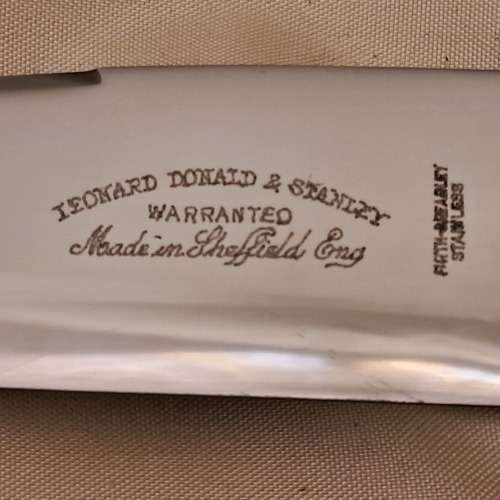 LEONARD DONALD & STANLEY
WARRANTED
Made in Sheffield Eng
FIRTH-BREARLEY
STAINLESS